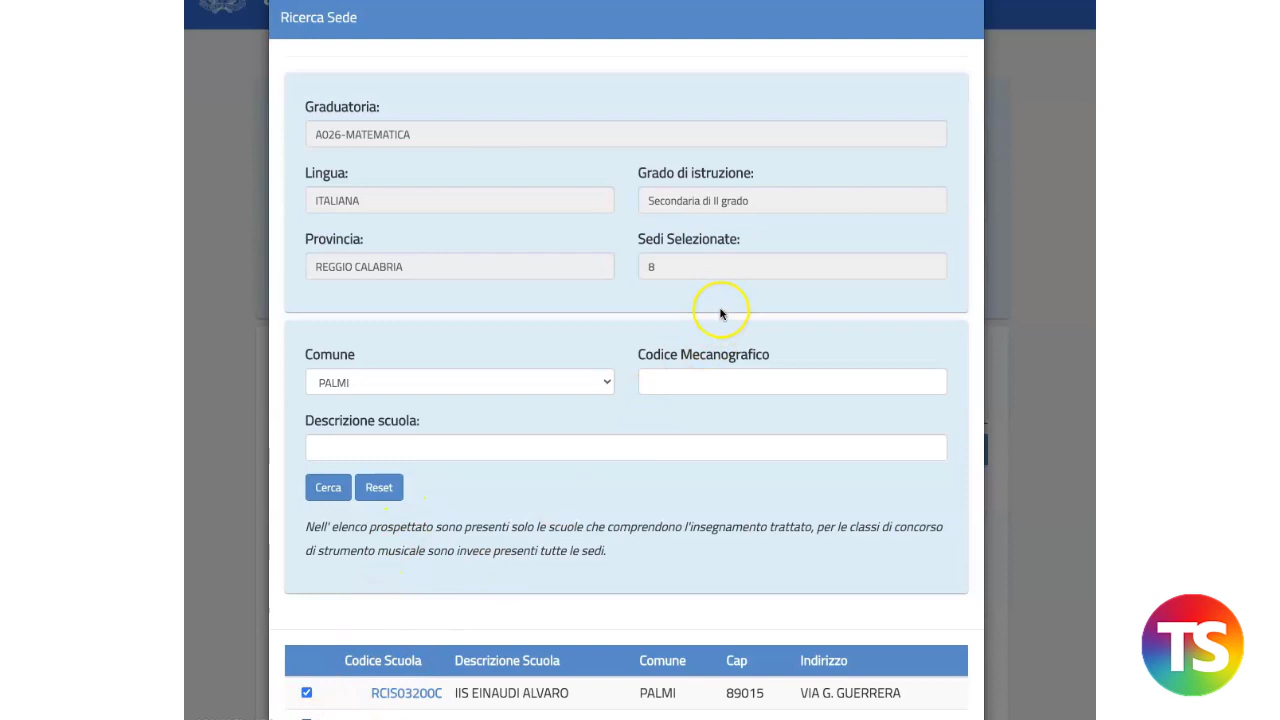 Ricerca Sede
Graduatoria:
A026-MATEMATICA
Lingua:
Grado di istruzione:
ITALIANA
Secondaria di II grado
Provincia:
Sedi Selezionate:
REGGIO CALABRIA
8
Comune
Codice Mecanografico
PALMI
Descrizione scuola:
Cerca Reset
Nell' elenco prospettato sono presenti solo le scuole che comprendono l'insegnamento trattato, per le classi di concorso
di strumento musicale sono invece presenti tutte le sedi.
Codice Scuola Descrizione Scuola Comune Cap Indirizzo
RCIS03200C IIS EINAUDI ALVARO PALMI 89015 VIA G. GUERRERA
TS